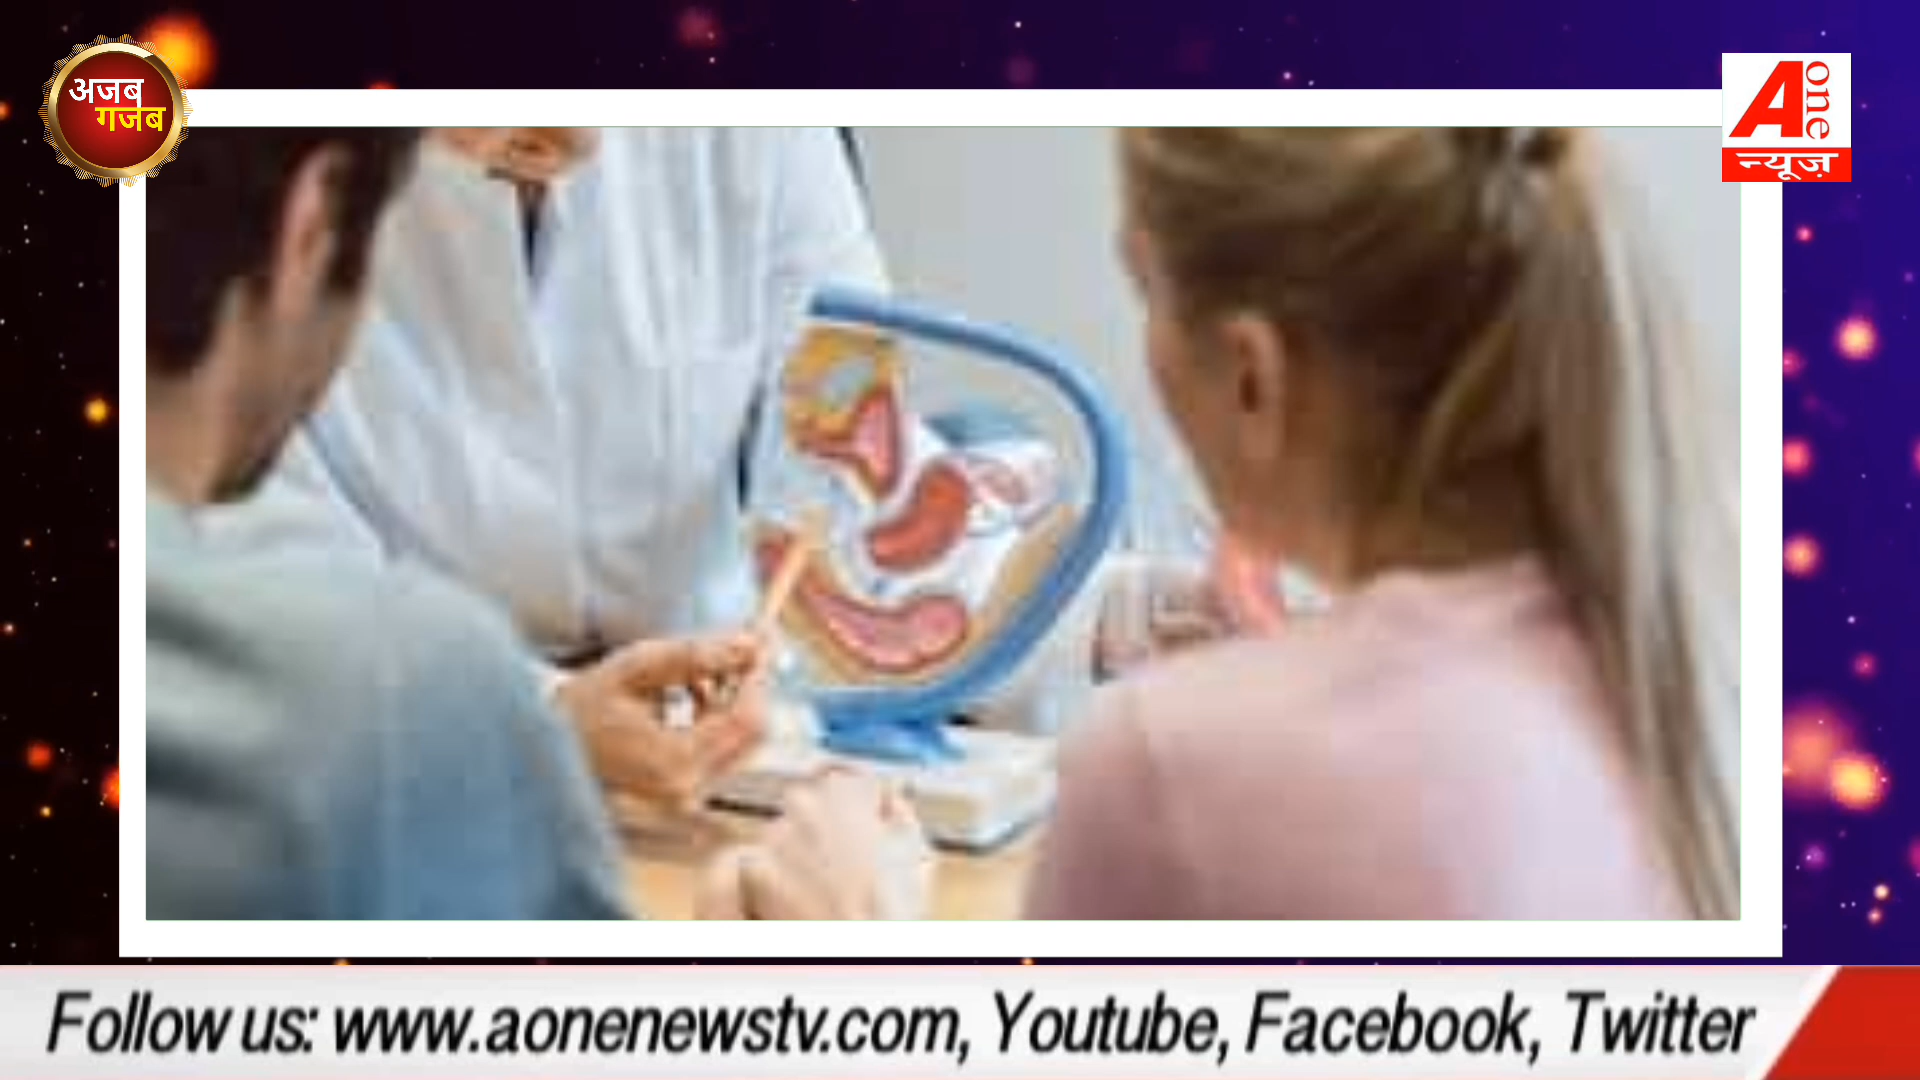 अजब
गजब
A one
न्यूज़
Follow us: www.aonenewstv.com, Youtube, Facebook, Twitter